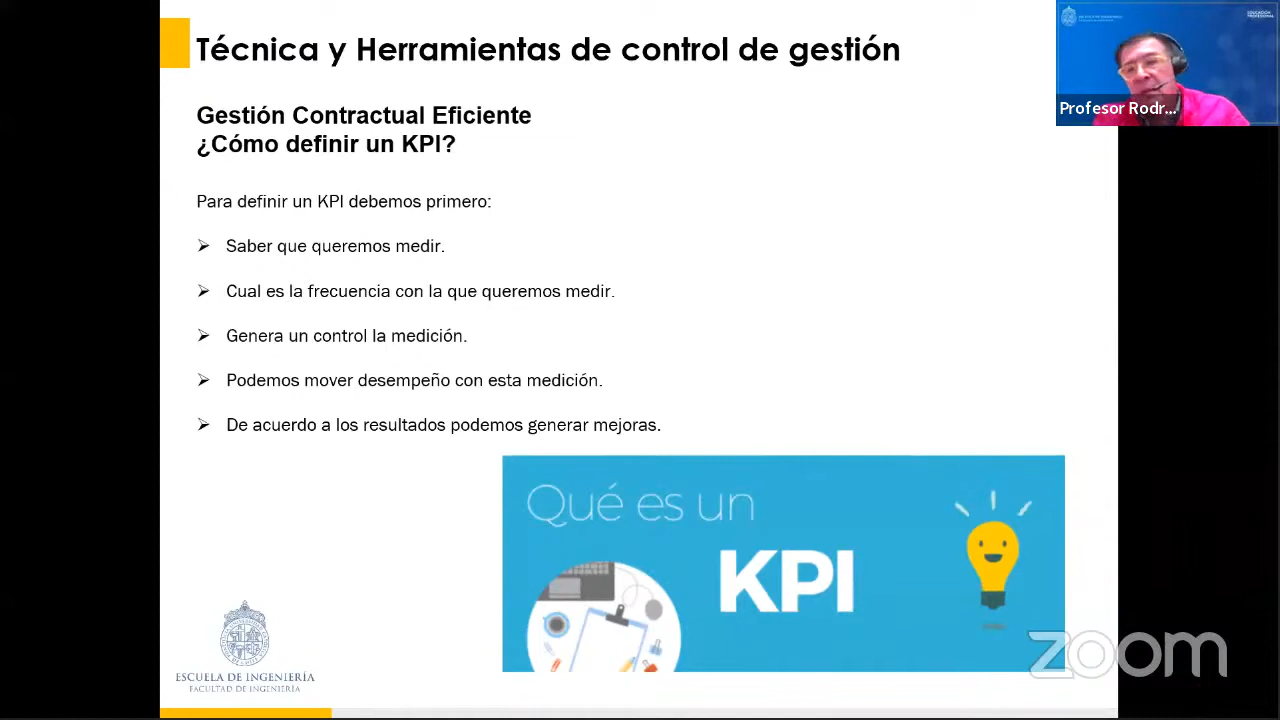 Técnica y Herramientas de control de gestión
Gestión Contractual Eficiente
¿Cómo definir un KPI?
Para definir un KPI debemos primero:
Saber que queremos medir.
Cual es la frecuencia con la que queremos medir.
Genera un control la medición.
Podemos mover desempeño con esta medición.
De acuerdo a los resultados podemos generar mejoras.
Qué es un
KPI
ESCUELA DE INGENIERÍA
FACULTAD DE INGENIERÍA
zoom
EDUCACIÓN
PROFESIONAL
Profesor Rodr...